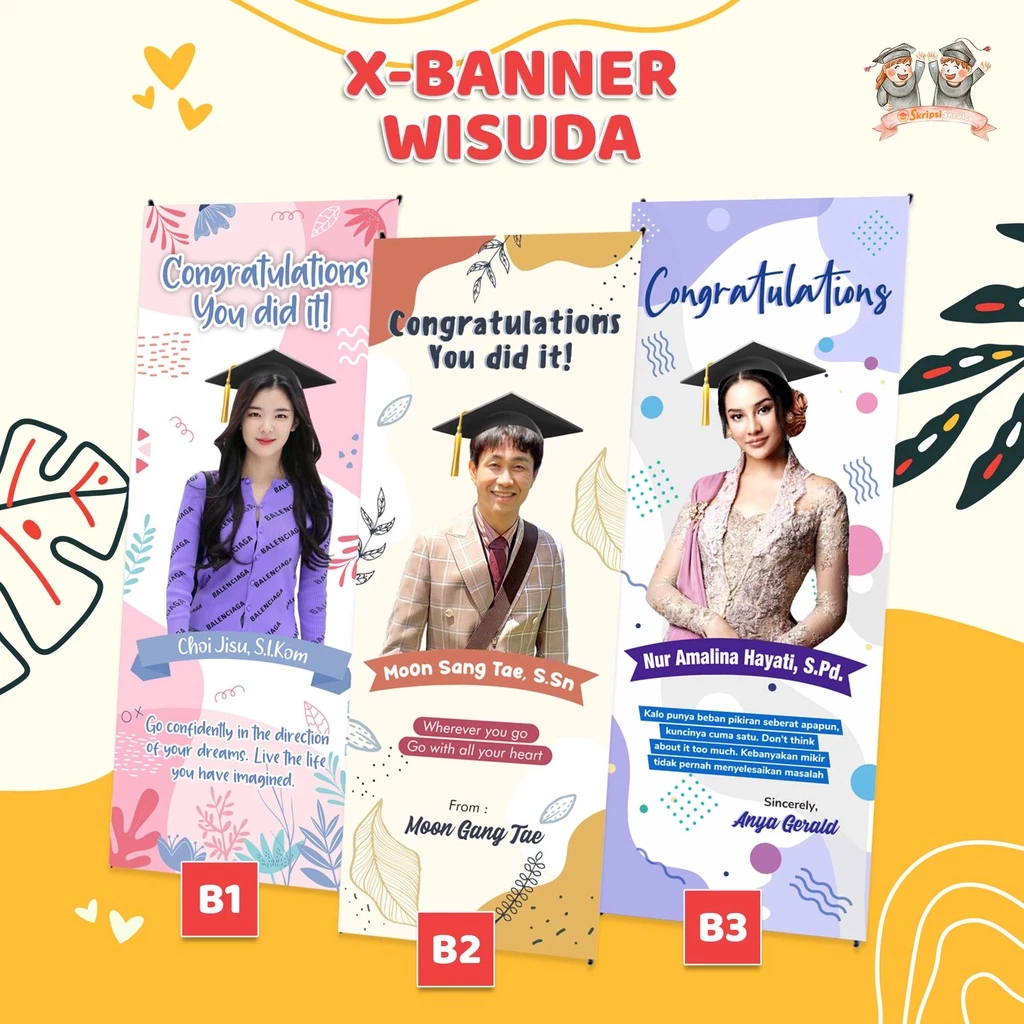 X-BANNER
WISUDA
Skripsi
Congratulations
You did it!
BALENCIAGA
BALENCIAGA
BALENCIAGA
BALENCIAGA
BALENCIAGA
Choi Jisu, S.I.Kom
Go confidently in the direction
of your dreams. Live the life
you have imagined.
B1
Congratulations
You did it!
Moon Sang Tae, S.Sn
Wherever you go
Go with all your heart
From :
Moon Gang Tae
B2
Congratulations
Nur Amalina Hayati, S.Pd.
Kalo punya beban pikiran seberat apapun,
kuncinya cuma satu. Don't think
about it too much. Kebanyakan mikir
tidak pernah menyelesaikan masalah
Sincerely,
Anya Gerald
B3